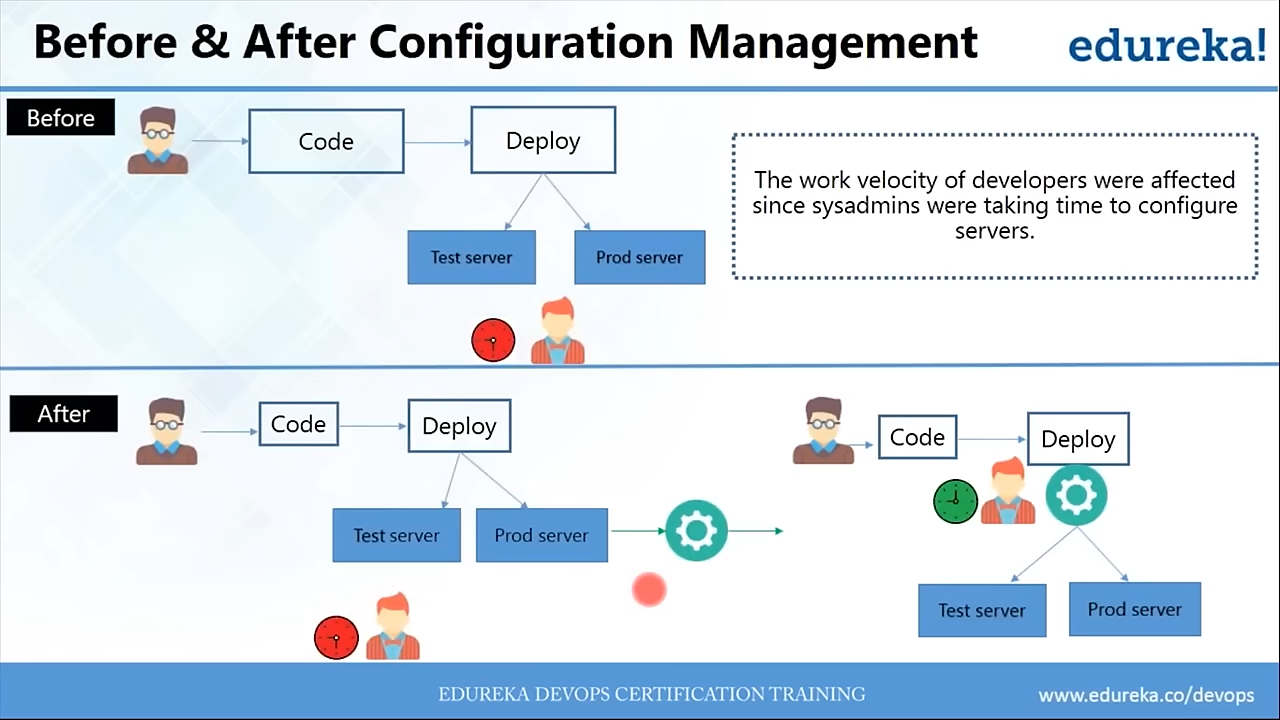 Before & After Configuration Management
edureka!
Before
Code
Deploy
The work velocity of developers were affected
since sysadmins were taking time to configure
servers.
Test server
Prod server
After
Code
Deploy
Test server
Prod server
Code
Deploy
Test server
Prod server
EDUREKA DEVOPS CERTIFICATION TRAINING
www.edureka.co/devops